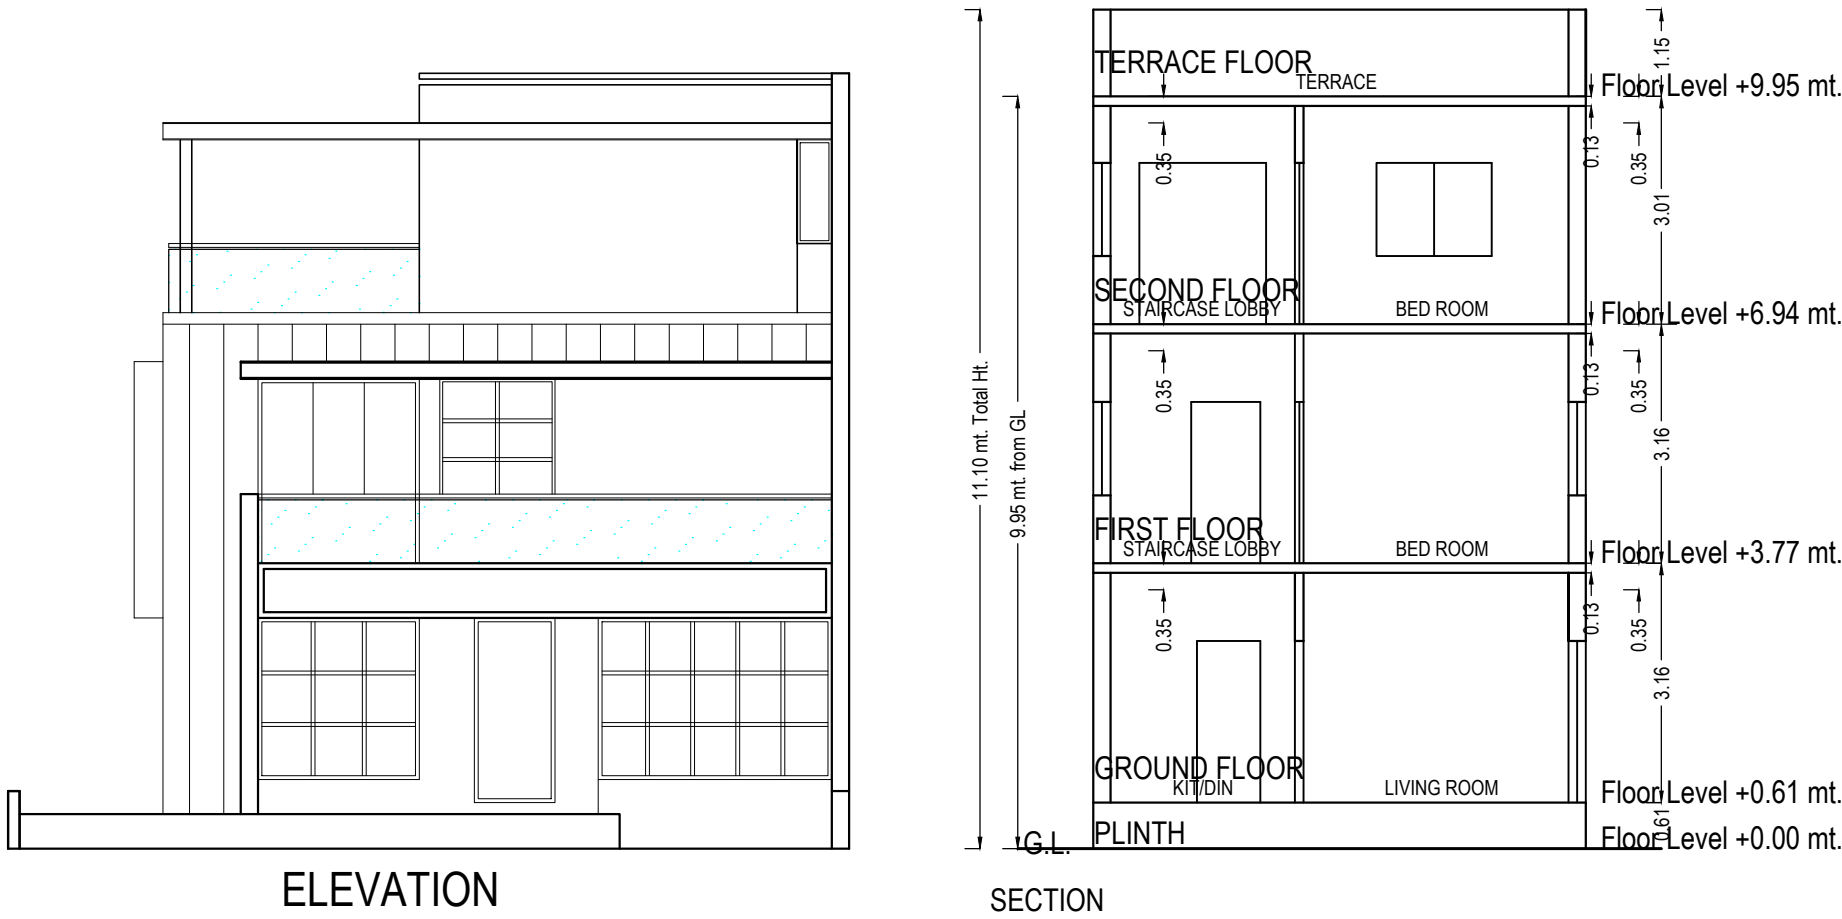 TERRACE FLOOR
TERRACE
1.15
Floor Level +9.95 mt.
0.35
0.13
0.35
3.01
SECOND FLOOR
STAIRCASE LOBBY
BED ROOM
Floor Level +6.94 mt.
11.10 mt. Total Ht.
9.95 mt. from GL
0.35
0.13
0.35
3.16
FIRST FLOOR
STAIRCASE LOBBY
BED ROOM
Floor Level +3.77 mt.
0.35
0.13
0.35
3.16
GROUND FLOOR
KIT/DIN
LIVING ROOM
Floor Level +0.61 mt.
0.61
G.L.
PLINTH
Floor Level +0.00 mt.
ELEVATION
SECTION